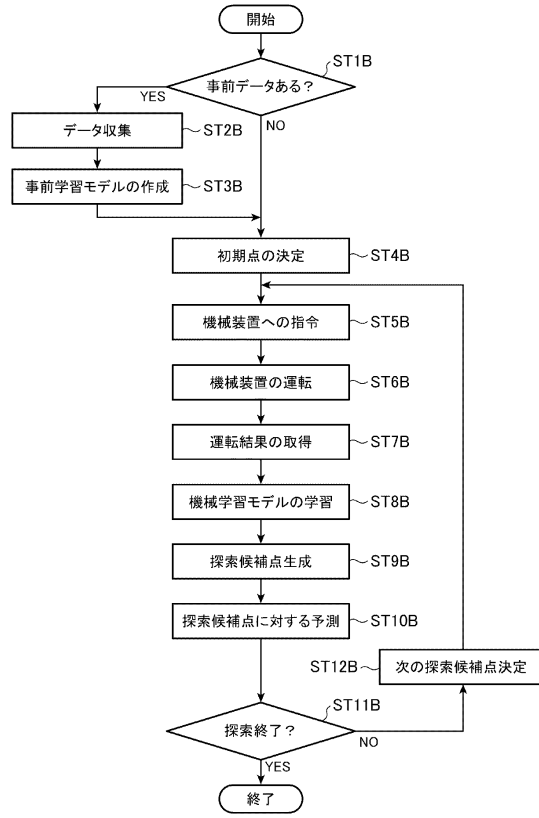 開始
ST1B
事前データある？
YES
NO
データ収集
ST2B
事前学習モデルの作成
ST3B
初期点の決定
ST4B
機械装置への指令
ST5B
機械装置の運転
ST6B
運転結果の取得
ST7B
機械学習モデルの学習
ST8B
探索候補点生成
ST9B
探索候補点に対する予測
ST10B
ST12B
次の探索候補点決定
ST11B
探索終了？
NO
YES
終了